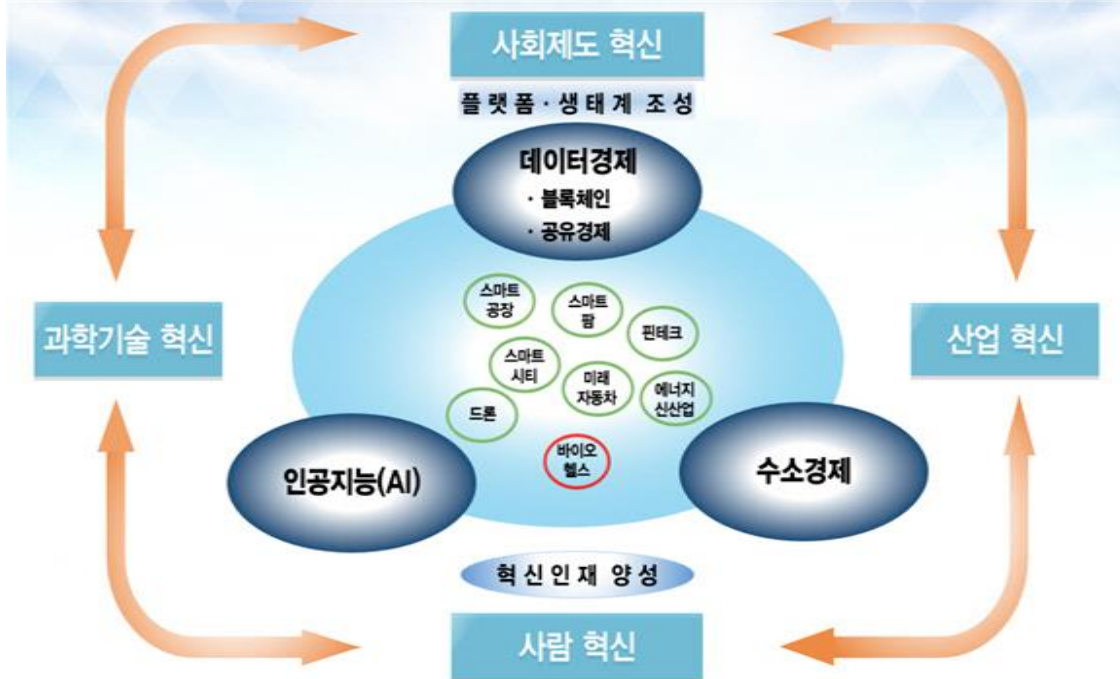 사회제도 혁신
플랫폼·생태계 조성
데이터경제
· 블록체인
· 공유경제
스마트
공장
스마트
팜
핀테크
스마트
시티
미래
자동차
에너지
신산업
드론
바이오
헬스
과학기술 혁신
산업 혁신
인공지능(AI)
수소경제
혁신인재 양성
사람 혁신